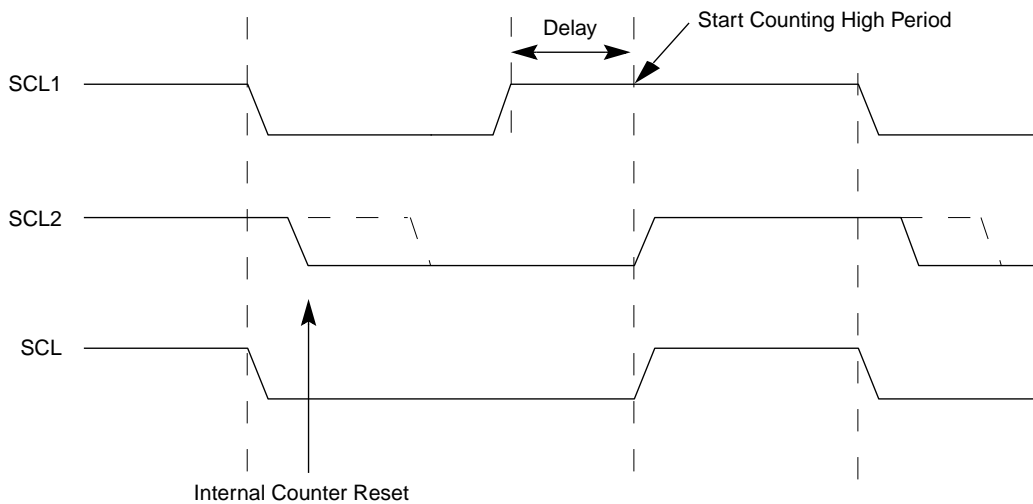 Start Counting High Period
Delay
SCL1
SCL2
SCL
Internal Counter Reset